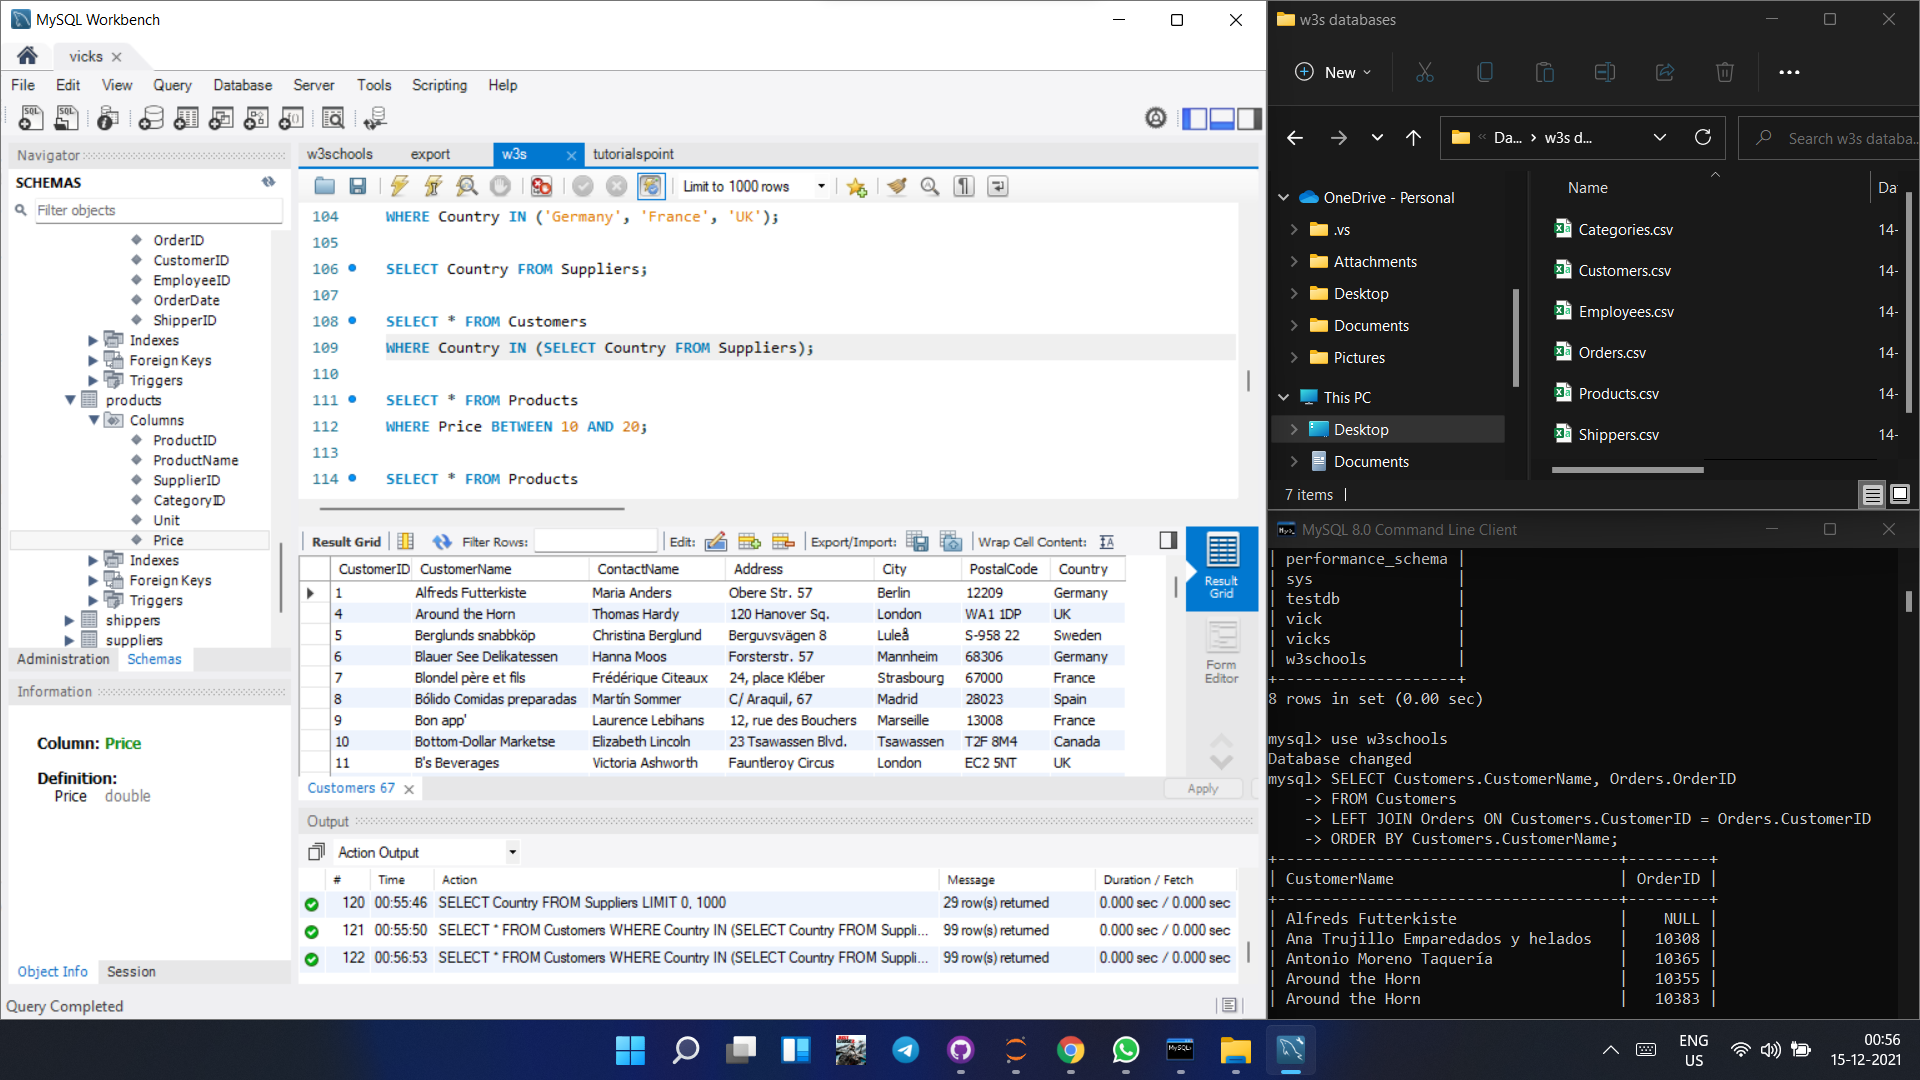 MySQL Workbench
vicks
File Edit View Query Database Server Tools Scripting Help
Navigator
SCHEMAS
Filter objects
OrderID
CustomerID
EmployeeID
OrderDate
ShipperID
Indexes
Foreign Keys
Triggers
products
Columns
ProductID
ProductName
SupplierID
CategoryID
Unit
Price
Indexes
Foreign Keys
Triggers
shippers
suppliers
Administration Schemas
Information
Column: Price
Definition:
Price double
Object Info Session
Query Completed
w3schools export w3s tutorialspoint
Limit to 1000 rows
104 WHERE Country IN ('Germany', 'France', 'UK');
105
106 SELECT Country FROM Suppliers;
107
108 SELECT * FROM Customers
109 WHERE Country IN (SELECT Country FROM Suppliers);
110
111 SELECT * FROM Products
112 WHERE Price BETWEEN 10 AND 20;
113
114 SELECT * FROM Products
Result Grid Filter Rows: Edit: Export/Import: Wrap Cell Content:
CustomerID CustomerName ContactName Address City PostalCode Country
1 Alfreds Futterkiste Maria Anders Obere Str. 57 Berlin 12209 Germany
4 Around the Horn Thomas Hardy 120 Hanover Sq. London WA1 1DP UK
5 Berglunds snabbköp Christina Berglund Berguvsvägen 8 Luleå S-958 22 Sweden
6 Blauer See Delikatessen Hanna Moos Forsterstr. 57 Mannheim 68306 Germany
7 Blondel père et fils Frédérique Citeaux 24, place Kléber Strasbourg 67000 France
8 Bólido Comidas preparadas Martín Sommer C/ Araquil, 67 Madrid 28023 Spain
9 Bon app' Laurence Lebihans 12, rue des Bouchers Marseille 13008 France
10 Bottom-Dollar Marketse Elizabeth Lincoln 23 Tsawassen Blvd. Tsawassen T2F 8M4 Canada
11 B's Beverages Victoria Ashworth Fauntleroy Circus London EC2 5NT UK
Result Grid
Form Editor
Customers 67
Apply
Output
Action Output
# Time Action Message Duration / Fetch
120 00:55:46 SELECT Country FROM Suppliers LIMIT 0, 1000 29 row(s) returned 0.000 sec / 0.000 sec
121 00:55:50 SELECT * FROM Customers WHERE Country IN (SELECT Country FROM Suppli... 99 row(s) returned 0.000 sec / 0.000 sec
122 00:56:53 SELECT * FROM Customers WHERE Country IN (SELECT Country FROM Suppli... 99 row(s) returned 0.000 sec / 0.000 sec
w3s databases
New
Da... w3s d...
Search w3s databa...
OneDrive - Personal
.vs
Attachments
Desktop
Documents
Pictures
This PC
Desktop
Documents
Name Da
Categories.csv 14-
Customers.csv 14-
Employees.csv 14-
Orders.csv 14-
Products.csv 14-
Shippers.csv 14-
7 items
MySQL 8.0 Command Line Client
| performance_schema |
| sys |
| testdb |
| vick |
| vicks |
| w3schools |
+--------------------+
8 rows in set (0.00 sec)
mysql> use w3schools
Database changed
mysql> SELECT Customers.CustomerName, Orders.OrderID
-> FROM Customers
-> LEFT JOIN Orders ON Customers.CustomerID = Orders.CustomerID
-> ORDER BY Customers.CustomerName;
+--------------------------------------+---------+
| CustomerName | OrderID |
+--------------------------------------+---------+
| Alfreds Futterkiste | NULL |
| Ana Trujillo Emparedados y helados | 10308 |
| Antonio Moreno Taquería | 10365 |
| Around the Horn | 10355 |
| Around the Horn | 10383 |
ENG
US
00:56
15-12-2021